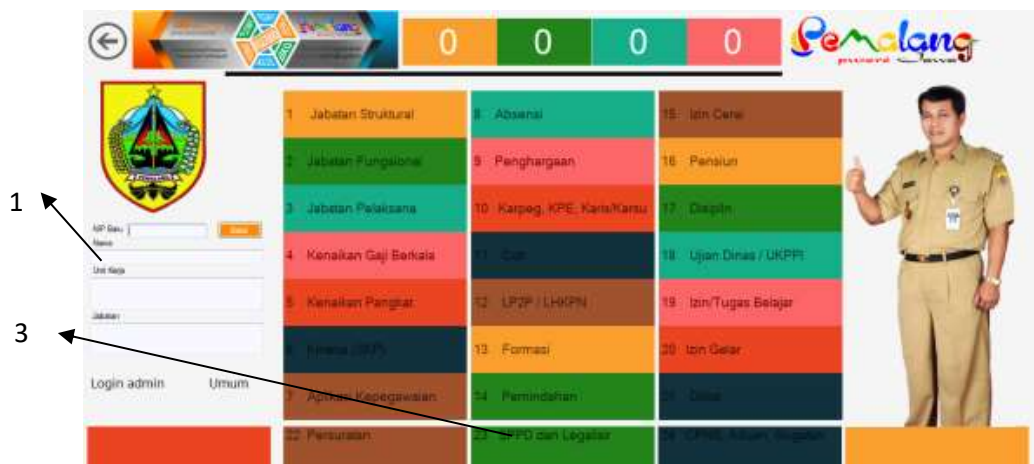 0 0 0 0
Pemalang
1 Jabatan Struktural
2 Jabatan Fungsional
3 Jabatan Pelaksana
4 Kenaikan Gaji Berkala
5 Kenaikan Pangkat
6 Kinerja (SKP)
7 Aplikasi Kepegawaian
22 Persuratan
8 Absensi
9 Penghargaan
10 Karpeg, KPE, Karis/Karsu
11 Cuti
12 LP2P / LHKPN
13 Formasi
14 Pemindahan
23 SPPD dan Legalisir
15 Izin Cerai
16 Pensiun
17 Disiplin
18 Ujian Dinas / UKPPI
19 Izin/Tugas Belajar
20 Izin Gelar
21
24 CPNS, Aduan,
1
NIP Baru
Nama
Unit Kerja
Jabatan
3
Login admin Umum